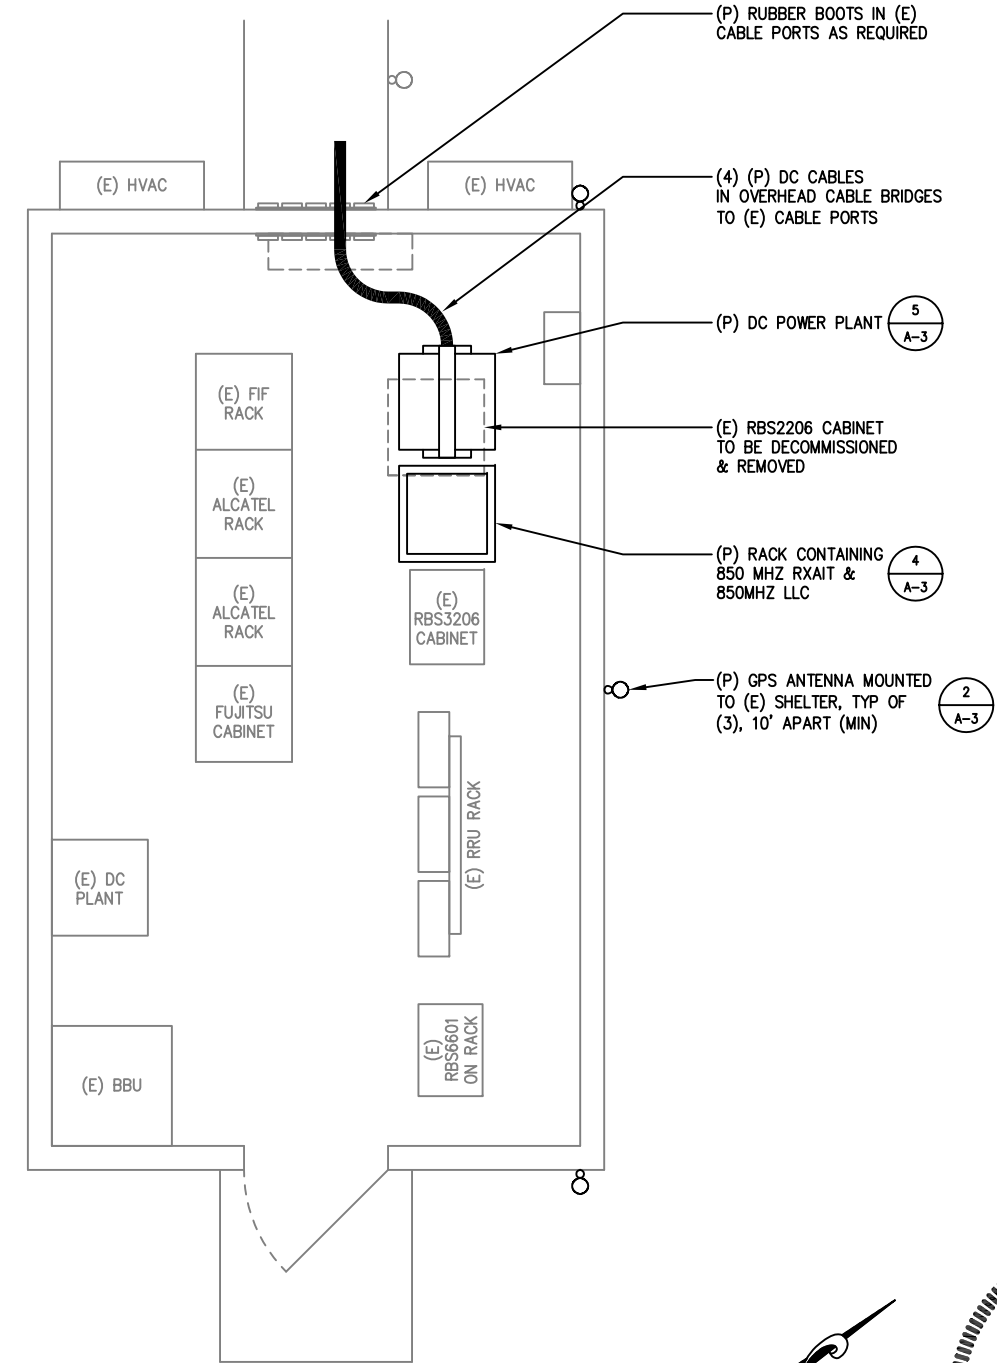 (P) RUBBER BOOTS IN (E)
CABLE PORTS AS REQUIRED
(E) HVAC
(E) HVAC
(4) (P) DC CABLES
IN OVERHEAD CABLE BRIDGES
TO (E) CABLE PORTS
(P) DC POWER PLANT
5
A-3
(E) FIF
RACK
(E) RBS2206 CABINET
TO BE DECOMMISSIONED
& REMOVED
(E)
ALCATEL
RACK
(P) RACK CONTAINING
850 MHZ RXAIT &
850MHZ LLC
4
A-3
(E)
ALCATEL
RACK
(E)
RBS3206
CABINET
(E)
FUJITSU
CABINET
(P) GPS ANTENNA MOUNTED
TO (E) SHELTER, TYP OF
(3), 10' APART (MIN)
2
A-3
(E) RRU RACK
(E) DC
PLANT
(E)
RBS6601
ON RACK
(E) BBU